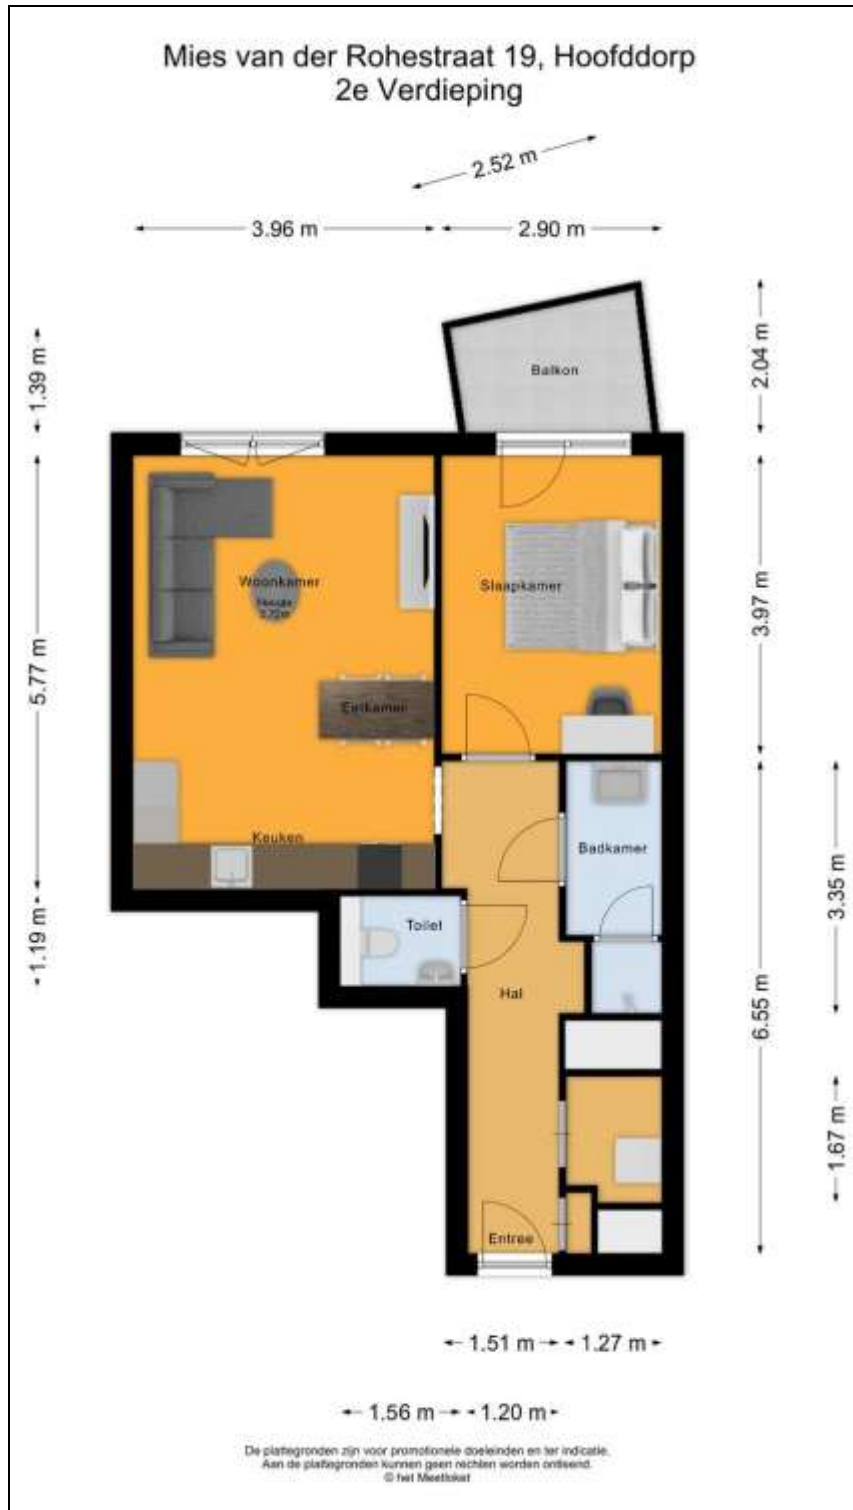 Mies van der Rohestraat 19, Hoofddorp
2e Verdieping
2.52 m
3.96 m
2.90 m
1.39 m
2.04 m
Balkon
Woonkamer
Slaapkamer
5.77 m
3.97 m
Eetkamer
Keuken
Badkamer
3.35 m
1.19 m
Toilet
Hal
6.55 m
1.67 m
Entree
1.51 m
1.27 m
1.56 m
1.20 m
De plattegronden zijn voor promotionele doeleinden en ter indicatie.
Aan de plattegronden kunnen geen rechten worden ontleend.
© het Meetloket